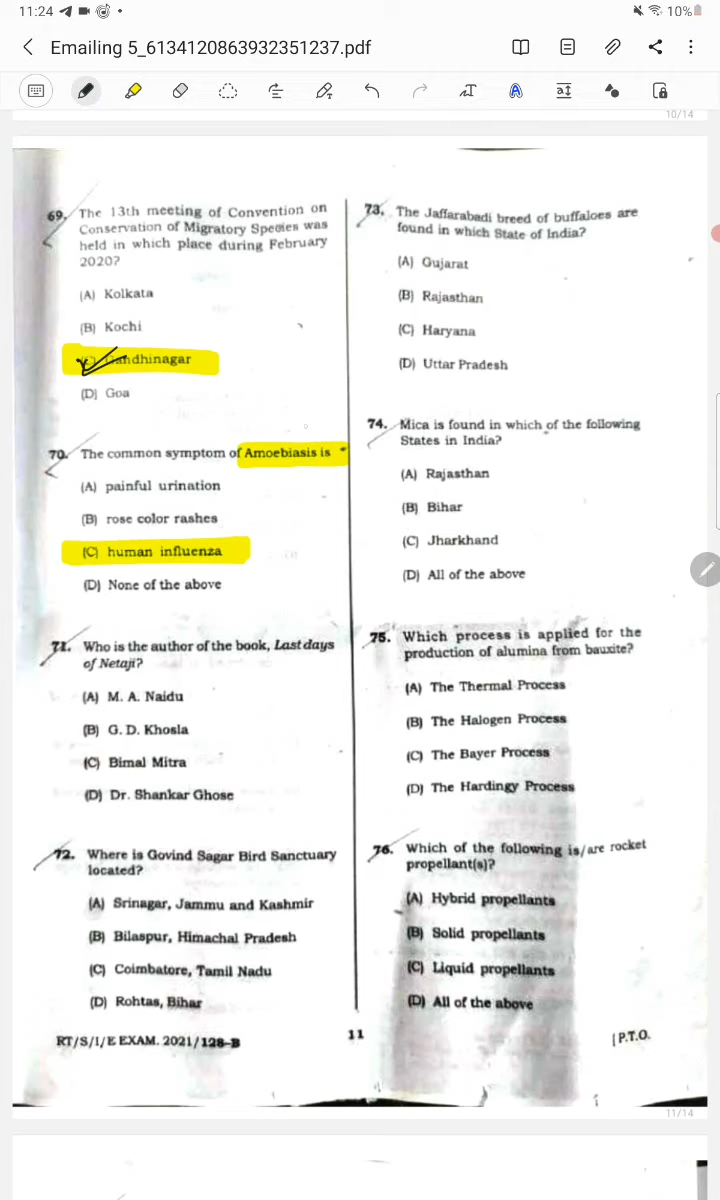 11:24
10%
Emailing 5_6134120863932351237.pdf
10/14
69. The 13th meeting of Convention on
Conservation of Migratory Species was
held in which place during February
2020?
(A) Kolkata
(B) Kochi
(C) Gandhinagar
(D) Goa
70. The common symptom of Amoebiasis is
(A) painful urination
(B) rose color rashes
(C) human influenza
(D) None of the above
71. Who is the author of the book, Last days
of Netaji?
(A) M. A. Naidu
(B) G. D. Khosla
(C) Bimal Mitra
(D) Dr. Shankar Ghose
72. Where is Govind Sagar Bird Sanctuary
located?
(A) Srinagar, Jammu and Kashmir
(B) Bilaspur, Himachal Pradesh
(C) Coimbatore, Tamil Nadu
(D) Rohtas, Bihar
73. The Jaffarabadi breed of buffaloes are
found in which State of India?
(A) Gujarat
(B) Rajasthan
(C) Haryana
(D) Uttar Pradesh
74. Mica is found in which of the following
States in India?
(A) Rajasthan
(B) Bihar
(C) Jharkhand
(D) All of the above
75. Which process is applied for the
production of alumina from bauxite?
(A) The Thermal Process
(B) The Halogen Process
(C) The Bayer Process
(D) The Hardingy Process
76. Which of the following is/are rocket
propellant(s)?
(A) Hybrid propellants
(B) Solid propellants
(C) Liquid propellants
(D) All of the above
RT/S/I/E EXAM. 2021/128-B
11
[ P.T.O.
11/14